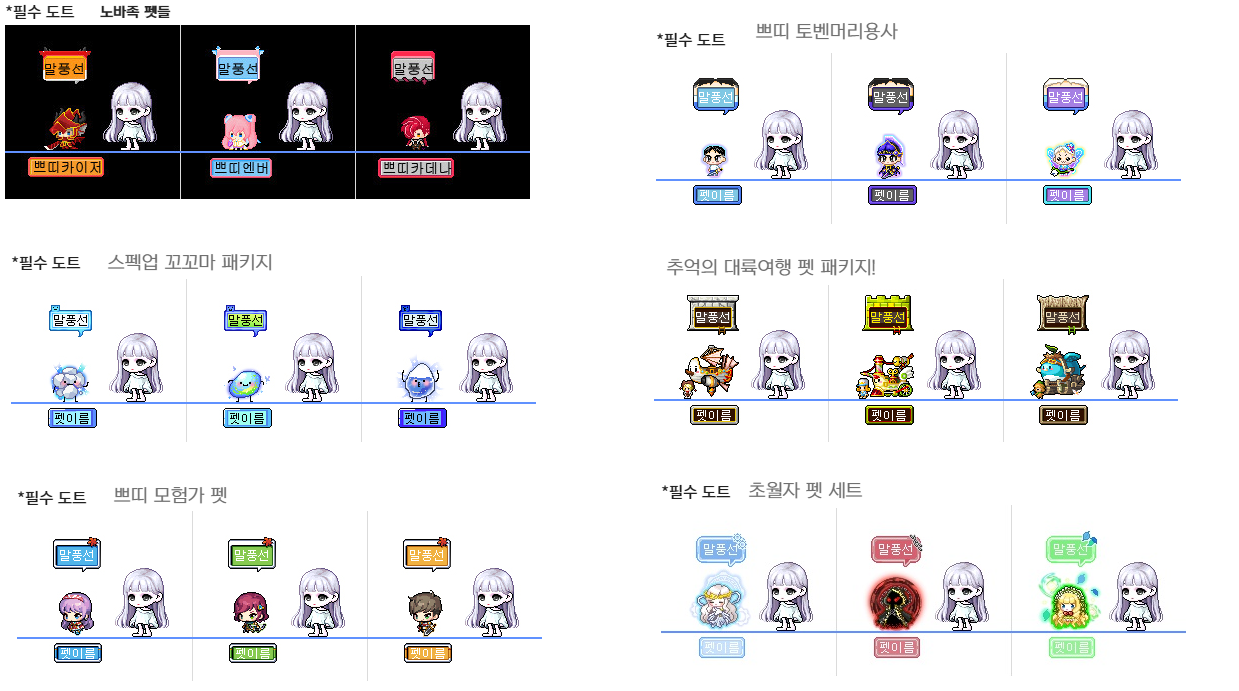 *필수 도트 노바족 펫들
말풍선 말풍선 말풍선
쁘띠카이저 쁘띠엔버 쁘띠카데나
*필수 도트 쁘띠 토벤머리용사
말풍선 말풍선 말풍선
펫이름 펫이름 펫이름
*필수 도트 스펙업 꼬꼬마 패키지
말풍선 말풍선 말풍선
펫이름 펫이름 펫이름
추억의 대륙여행 펫 패키지!
말풍선 말풍선 말풍선
펫이름 펫이름 펫이름
*필수 도트 쁘띠 모험가 펫
말풍선 말풍선 말풍선
펫이름 펫이름 펫이름
*필수 도트 초월자 펫 세트
말풍선 말풍선 말풍선
펫이름 펫이름 펫이름